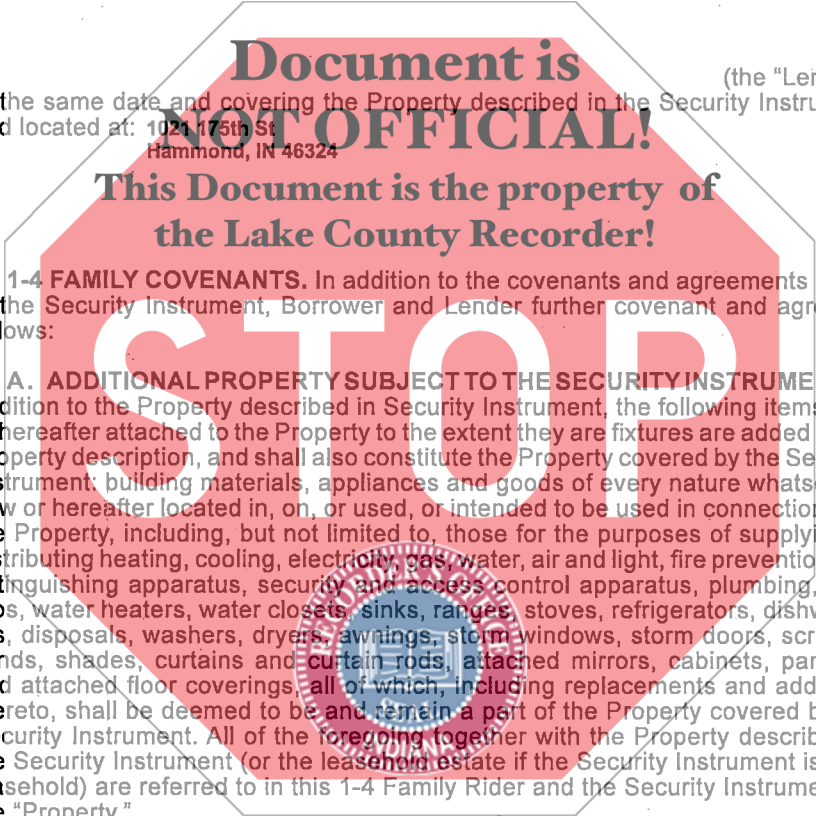 Document is
(the “Len
the same date and covering the Property described in the Security Instru
NOT OFFICIAL!
d located at: 1021 175th St
Hammond, IN 46324
This Document is the property of
the Lake County Recorder!
1-4 FAMILY COVENANTS. In addition to the covenants and agreements
the Security Instrument, Borrower and Lender further covenant and agre
lows:
STOP
A. ADDITIONAL PROPERTY SUBJECT TO THE SECURITY INSTRUME
dition to the Property described in Security Instrument, the following items
hereafter attached to the Property to the extent they are fixtures are added
operty description, and shall also constitute the Property covered by the Se
strument: building materials, appliances and goods of every nature whats
w or hereafter located in, on, or used, or intended to be used in connection
e Property, including, but not limited to, those for the purposes of supplyi
stributing heating, cooling, electricity, gas, water, air and light, fire preventio
tinguishing apparatus, security and access control apparatus, plumbing,
bs, water heaters, water closets, sinks, ranges, stoves, refrigerators, dishw
s, disposals, washers, dryers, awnings, storm windows, storm doors, scr
nds, shades, curtains and curtain rods, attached mirrors, cabinets, pan
d attached floor coverings, all of which, including replacements and add
ereto, shall be deemed to be and remain a part of the Property covered b
curity Instrument. All of the foregoing together with the Property describ
e Security Instrument (or the leasehold estate if the Security Instrument is
asehold) are referred to in this 1-4 Family Rider and the Security Instrume
e “Property.”
INDIANA